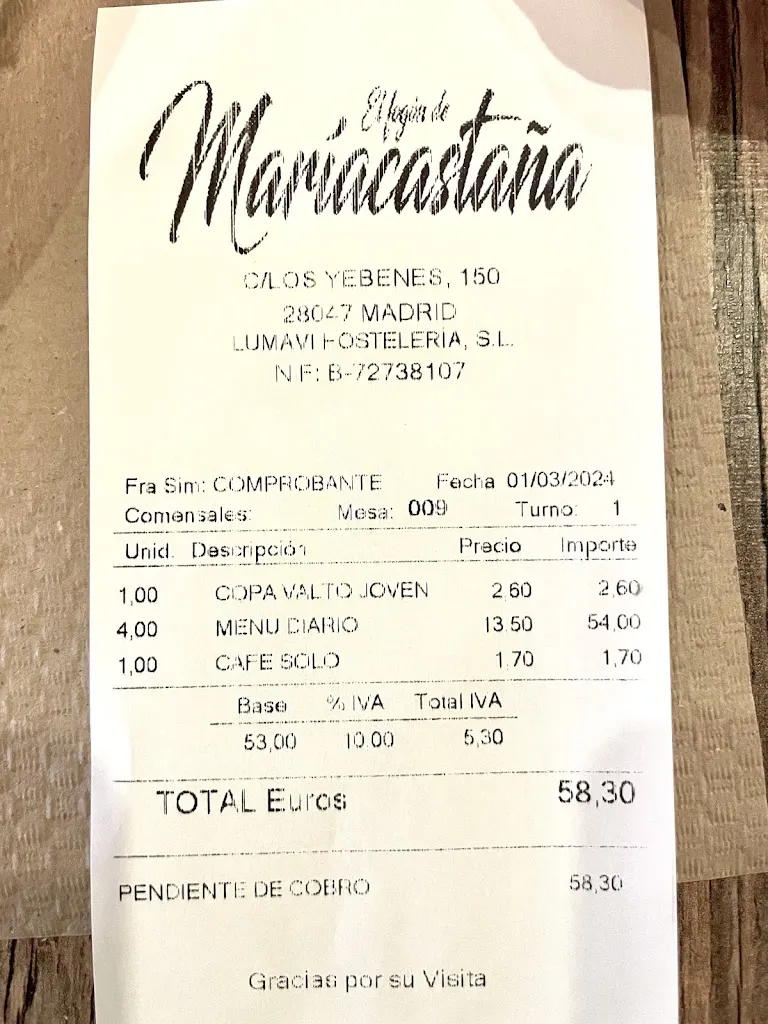 El fogón de
Maríacastaña
C/LOS YEBENES, 150
28047 MADRID
LUMAVI HOSTELERÍA, S.L.
NIF: B-72738107
Fra Sim: COMPROBANTE Fecha 01/03/2024
Comensales: Mesa: 009 Turno: 1
Unid. Descripción Precio Importe
1,00 COPA VALTO JOVEN 2,60 2,60
4,00 MENU DIARIO 13,50 54,00
1,00 CAFE SOLO 1,70 1,70
Base % IVA Total IVA
53,00 10,00 5,30
TOTAL Euros 58,30
PENDIENTE DE COBRO 58,30
Gracias por su Visita